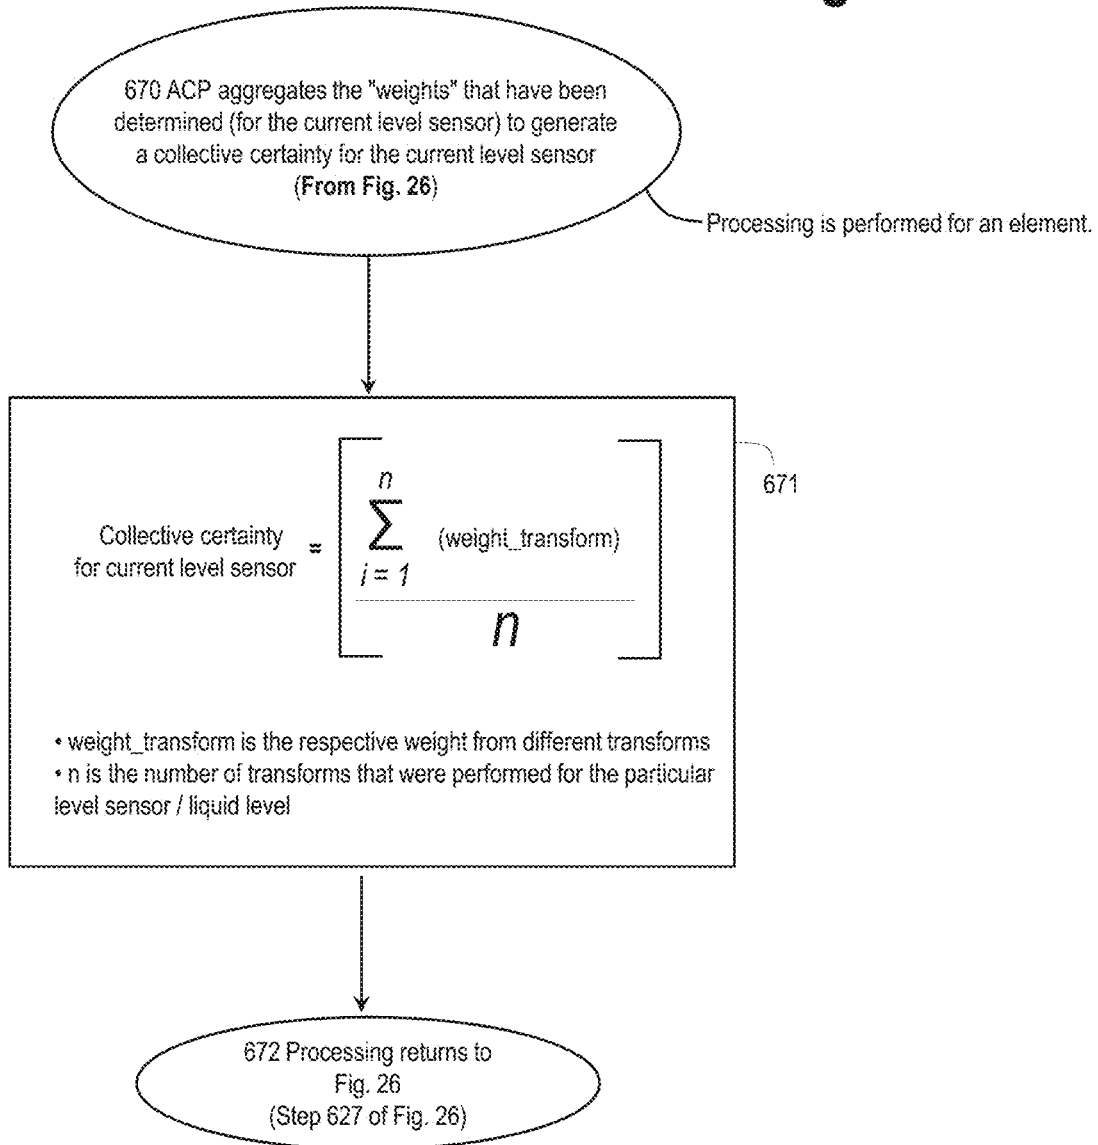 670 ACP aggregates the "weights" that have been
determined (for the current level sensor) to generate
a collective certainty for the current level sensor
(From Fig. 26)
Processing is performed for an element.
671
Collective certainty
for current level sensor
=
n
Σ (weight_transform)
i = 1
n
• weight_transform is the respective weight from different transforms
• n is the number of transforms that were performed for the particular
level sensor / liquid level
672 Processing returns to
Fig. 26
(Step 627 of Fig. 26)